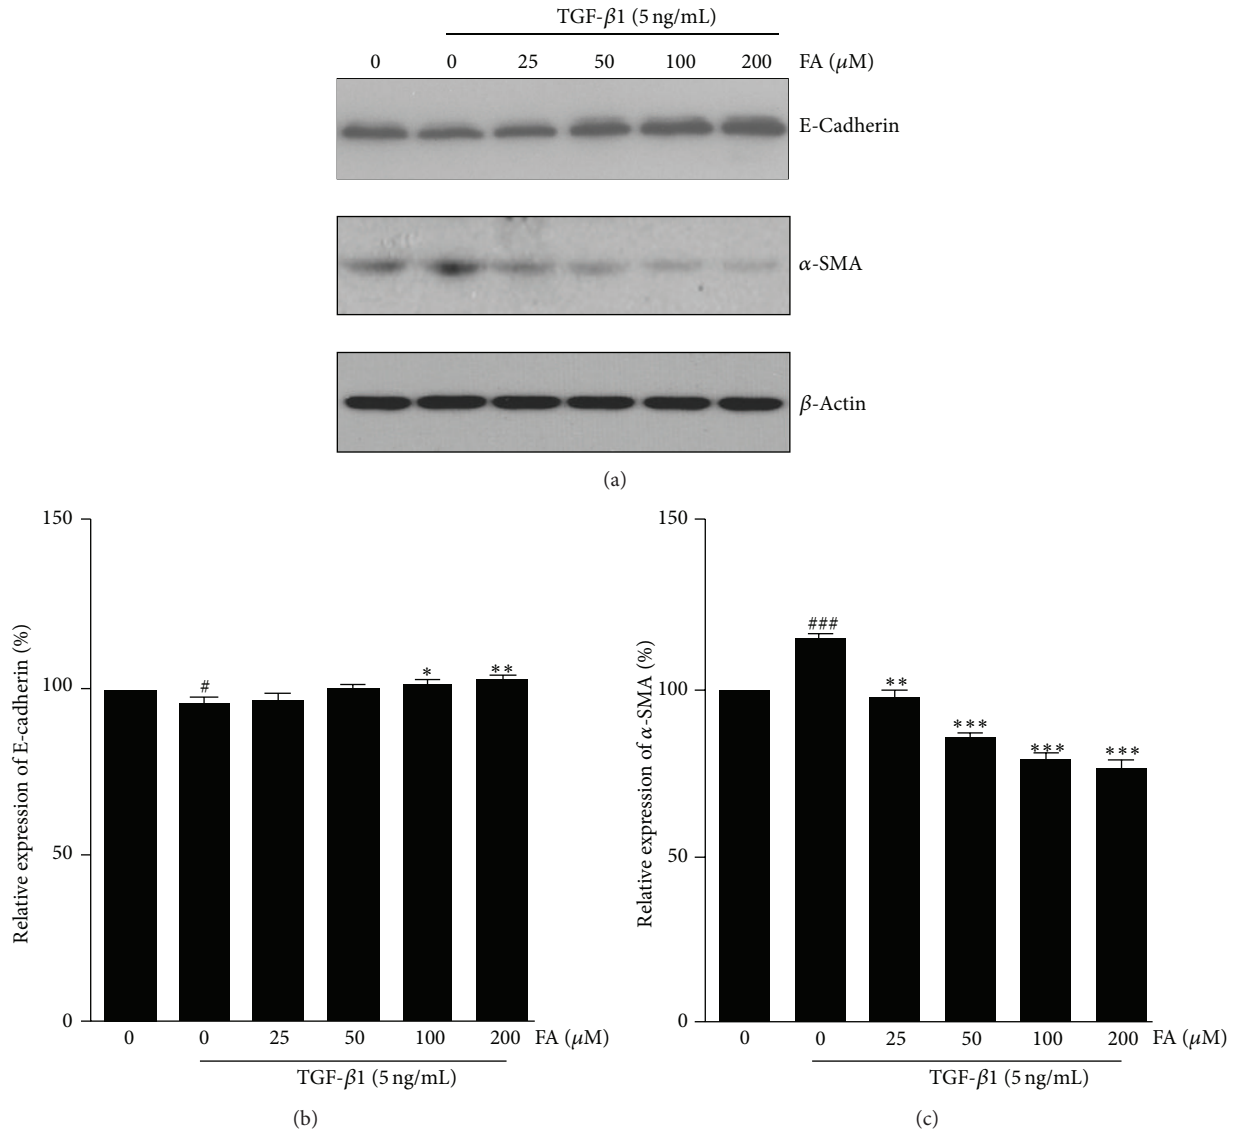 TGF-β1 (5 ng/mL)
0 0 25 50 100 200 FA (μM)
E-Cadherin
α-SMA
β-Actin
(a)
150
100
50
0
Relative expression of E-cadherin (%)
# * **
0 0 25 50 100 200 FA (μM)
TGF-β1 (5 ng/mL)
(b)
150
100
50
0
Relative expression of α-SMA (%)
### ** *** *** ***
0 0 25 50 100 200 FA (μM)
TGF-β1 (5 ng/mL)
(c)